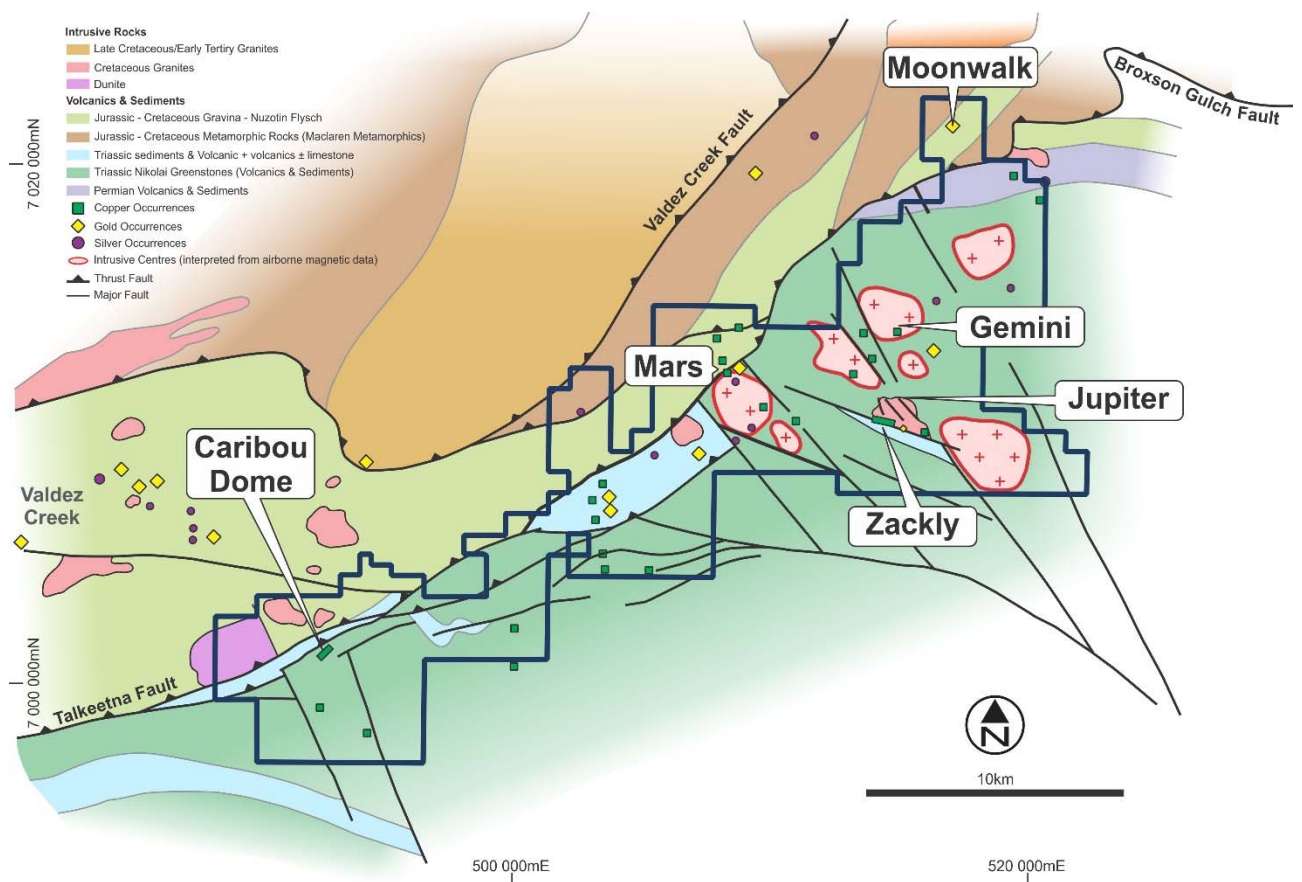 Intrusive Rocks
Late Cretaceous/Early Tertiry Granites
Cretaceous Granites
Dunite
Volcanics & Sediments
Jurassic - Cretaceous Gravina - Nuzotin Flysch
Jurassic - Cretaceous Metamorphic Rocks (Maclaren Metamorphics)
Triassic sediments & Volcanic + volcanics ± limestone
Triassic Nikolai Greenstones (Volcanics & Sediments)
Permian Volcanics & Sediments
Copper Occurrences
Gold Occurrences
Silver Occurrences
Intrusive Centres (interpreted from airborne magnetic data)
Thrust Fault
Major Fault
Moonwalk
Broxson Gulch Fault
Valdez Creek Fault
7 020 000mN
Gemini
Mars
Jupiter
Caribou
Dome
Valdez
Creek
Zackly
Talkeetna Fault
7 000 000mN
N
10km
500 000mE
520 000mE